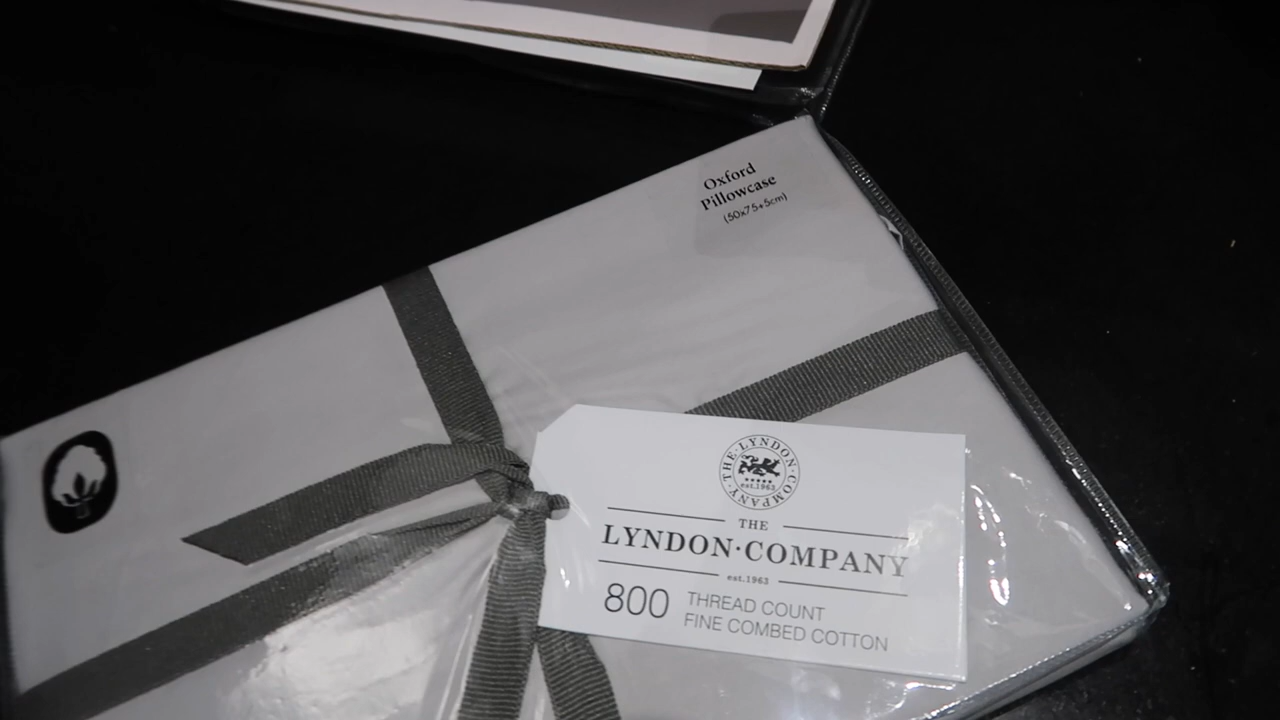 Oxford
Pillowcase
(50x75+5cm)
THE·LYNDON·COMPANY
est.1963
THE
LYNDON·COMPANY
est.1963
800 THREAD COUNT
FINE COMBED COTTON